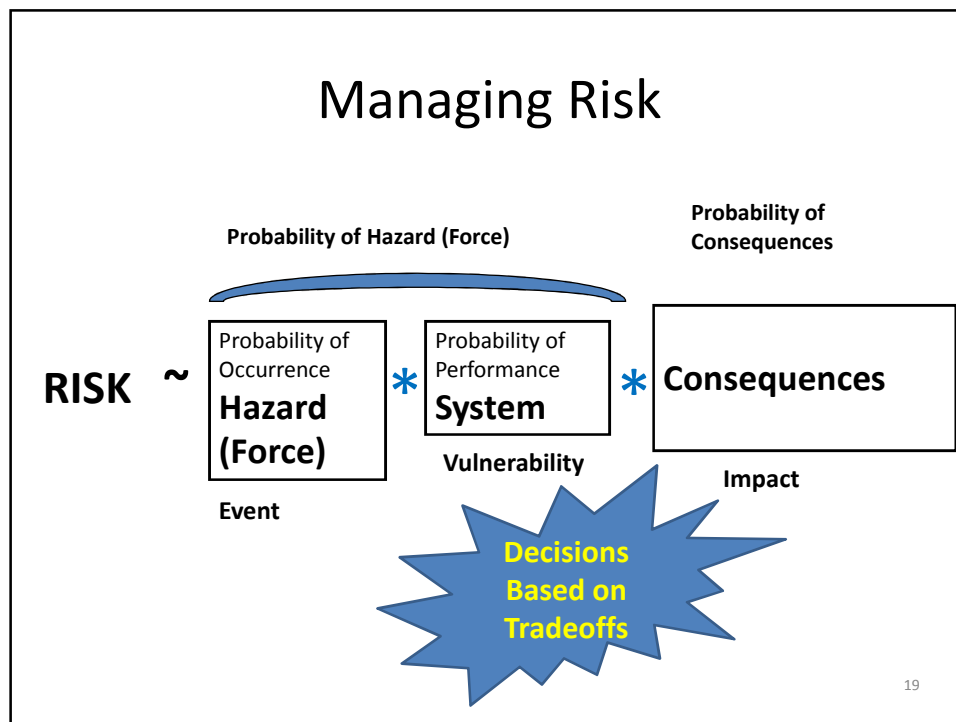 Managing Risk
Probability of Hazard (Force)
Probability of
Consequences
RISK ~
Probability of
Occurrence
Hazard
(Force)
*
Probability of
Performance
System
*
Consequences
Event
Vulnerability
Impact
Decisions
Based on
Tradeoffs
19